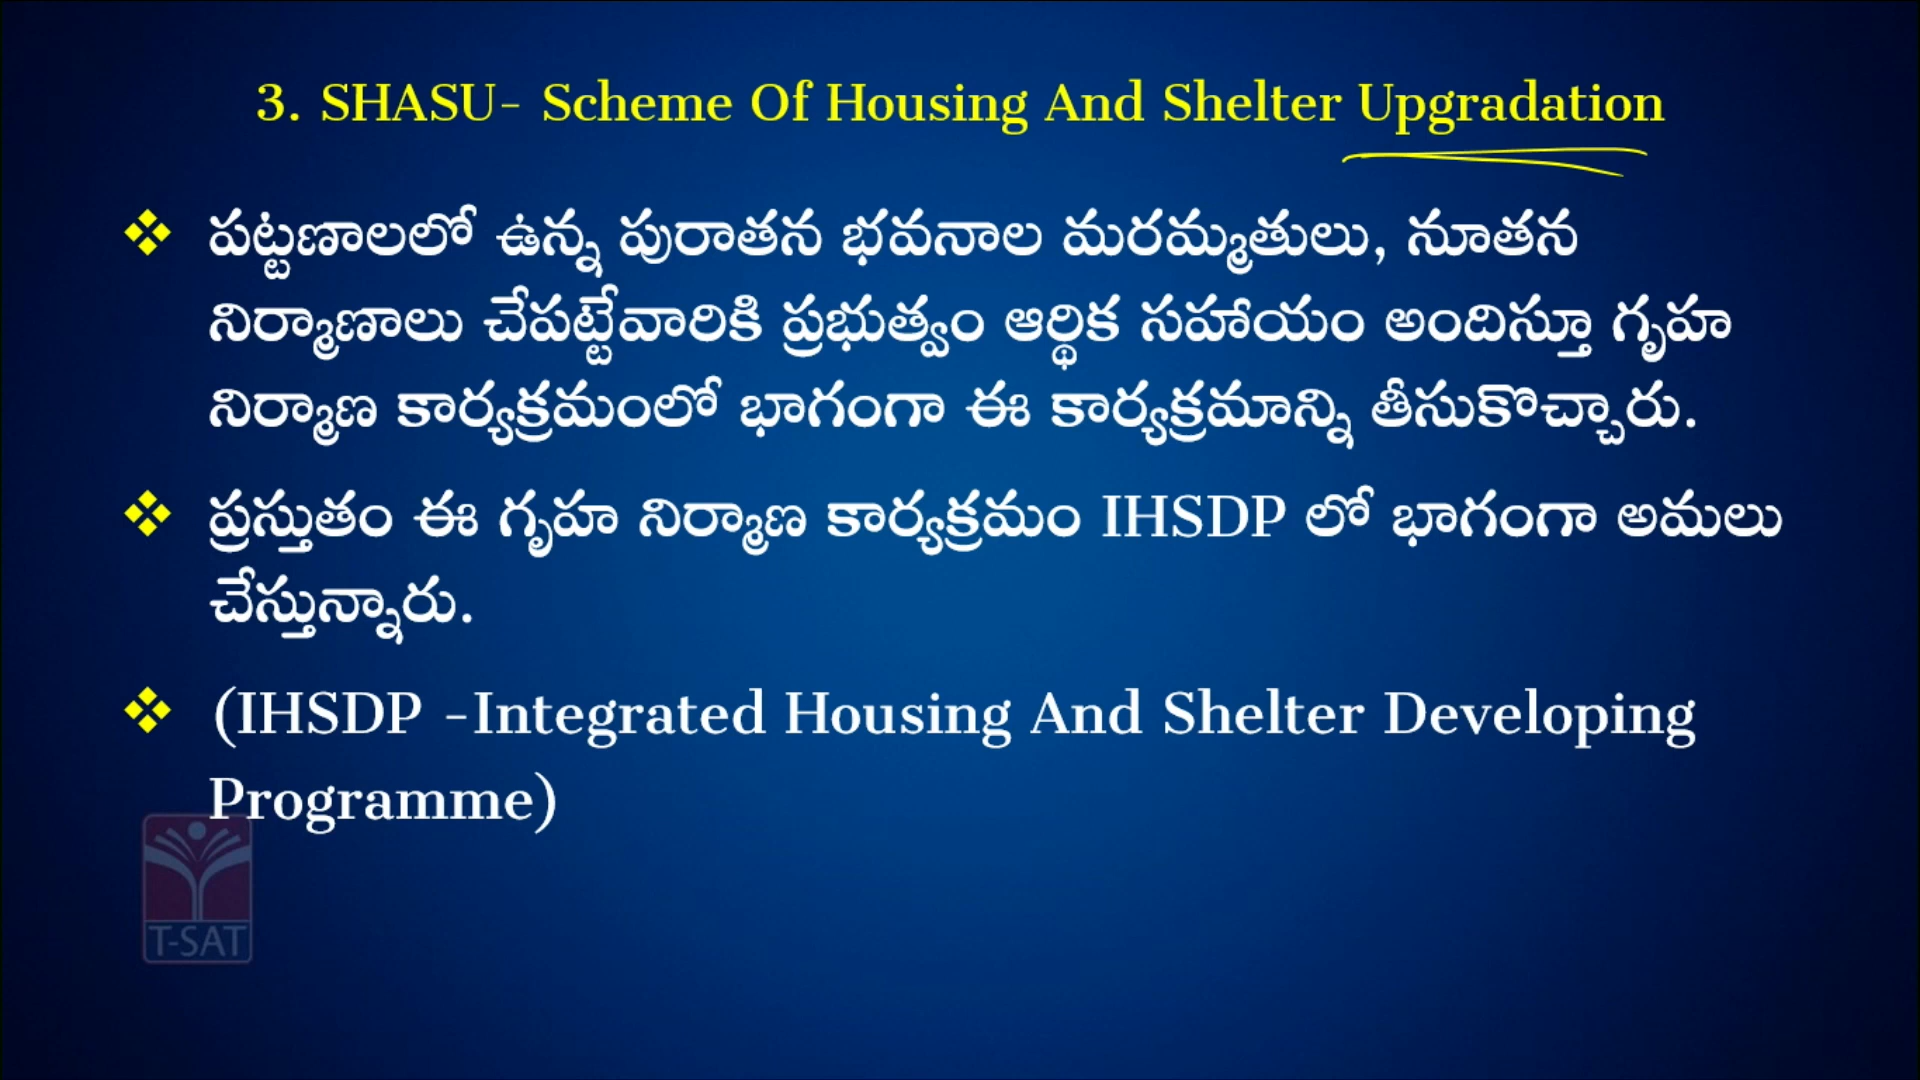 3. SHASU- Scheme Of Housing And Shelter Upgradation
పట్టణాలలో ఉన్న పురాతన భవనాల మరమ్మతులు, నూతన
నిర్మాణాలు చేపట్టేవారికి ప్రభుత్వం ఆర్థిక సహాయం అందిస్తూ గృహ
నిర్మాణ కార్యక్రమంలో భాగంగా ఈ కార్యక్రమాన్ని తీసుకొచ్చారు.
ప్రస్తుతం ఈ గృహ నిర్మాణ కార్యక్రమం IHSDP లో భాగంగా అమలు
చేస్తున్నారు.
(IHSDP -Integrated Housing And Shelter Developing
Programme)
T-SAT